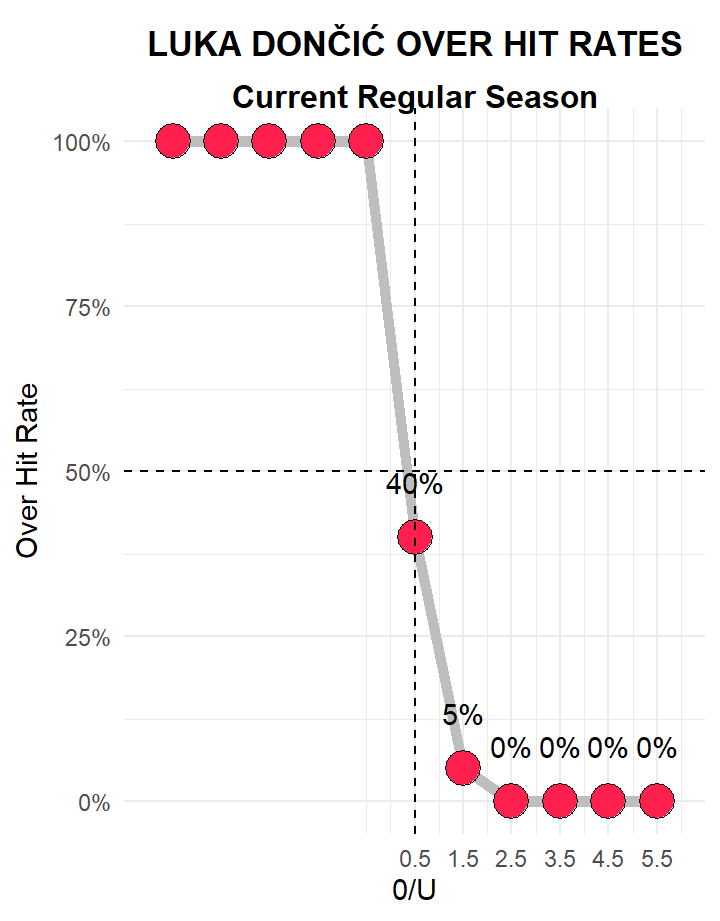 LUKA DONČIĆ OVER HIT RATES
Current Regular Season
100%
75%
50%
25%
0%
Over Hit Rate
40%
5%
0% 0% 0% 0%
0.5 1.5 2.5 3.5 4.5 5.5
0/U